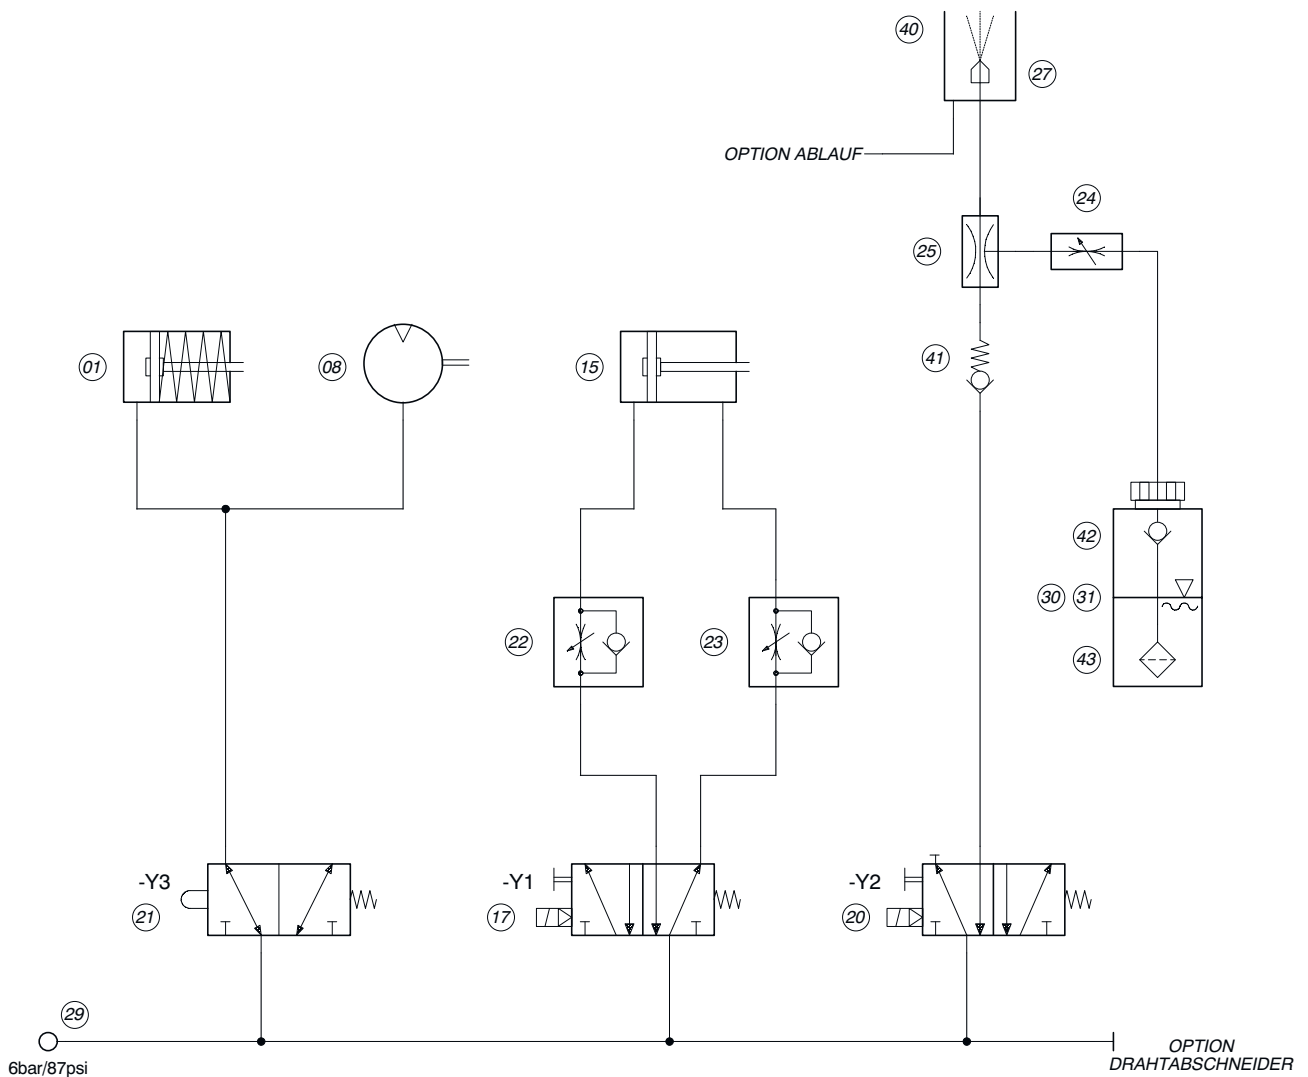 40
27
OPTION ABLAUF
24
25
01
08
15
41
42
30 31
22
23
43
-Y3
-Y1
-Y2
21
17
20
29
6bar/87psi
OPTION
DRAHTABSCHNEIDER